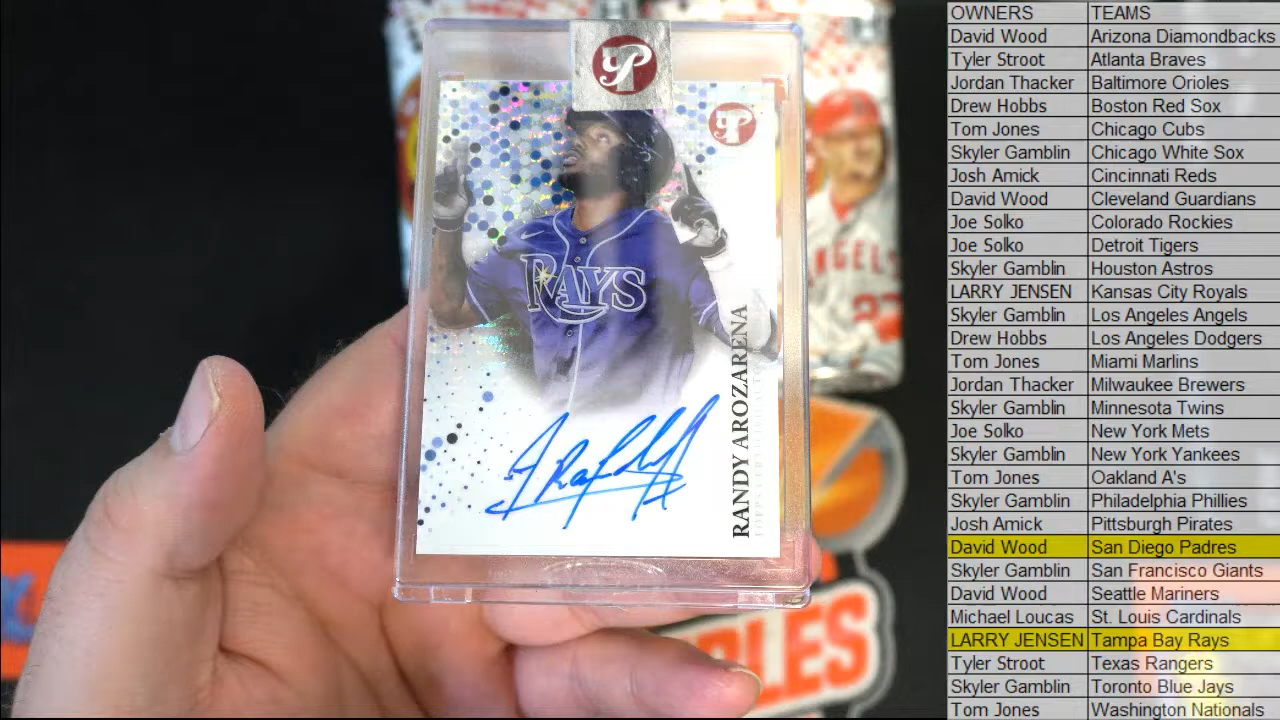 P
P
RAYS
RANDY AROZARENA
ANGELS
27
LES
OWNERS TEAMS
David Wood Arizona Diamondbacks
Tyler Stroot Atlanta Braves
Jordan Thacker Baltimore Orioles
Drew Hobbs Boston Red Sox
Tom Jones Chicago Cubs
Skyler Gamblin Chicago White Sox
Josh Amick Cincinnati Reds
David Wood Cleveland Guardians
Joe Solko Colorado Rockies
Joe Solko Detroit Tigers
Skyler Gamblin Houston Astros
LARRY JENSEN Kansas City Royals
Skyler Gamblin Los Angeles Angels
Drew Hobbs Los Angeles Dodgers
Tom Jones Miami Marlins
Jordan Thacker Milwaukee Brewers
Skyler Gamblin Minnesota Twins
Joe Solko New York Mets
Skyler Gamblin New York Yankees
Tom Jones Oakland A's
Skyler Gamblin Philadelphia Phillies
Josh Amick Pittsburgh Pirates
David Wood San Diego Padres
Skyler Gamblin San Francisco Giants
David Wood Seattle Mariners
Michael Loucas St. Louis Cardinals
LARRY JENSEN Tampa Bay Rays
Tyler Stroot Texas Rangers
Skyler Gamblin Toronto Blue Jays
Tom Jones Washington Nationals